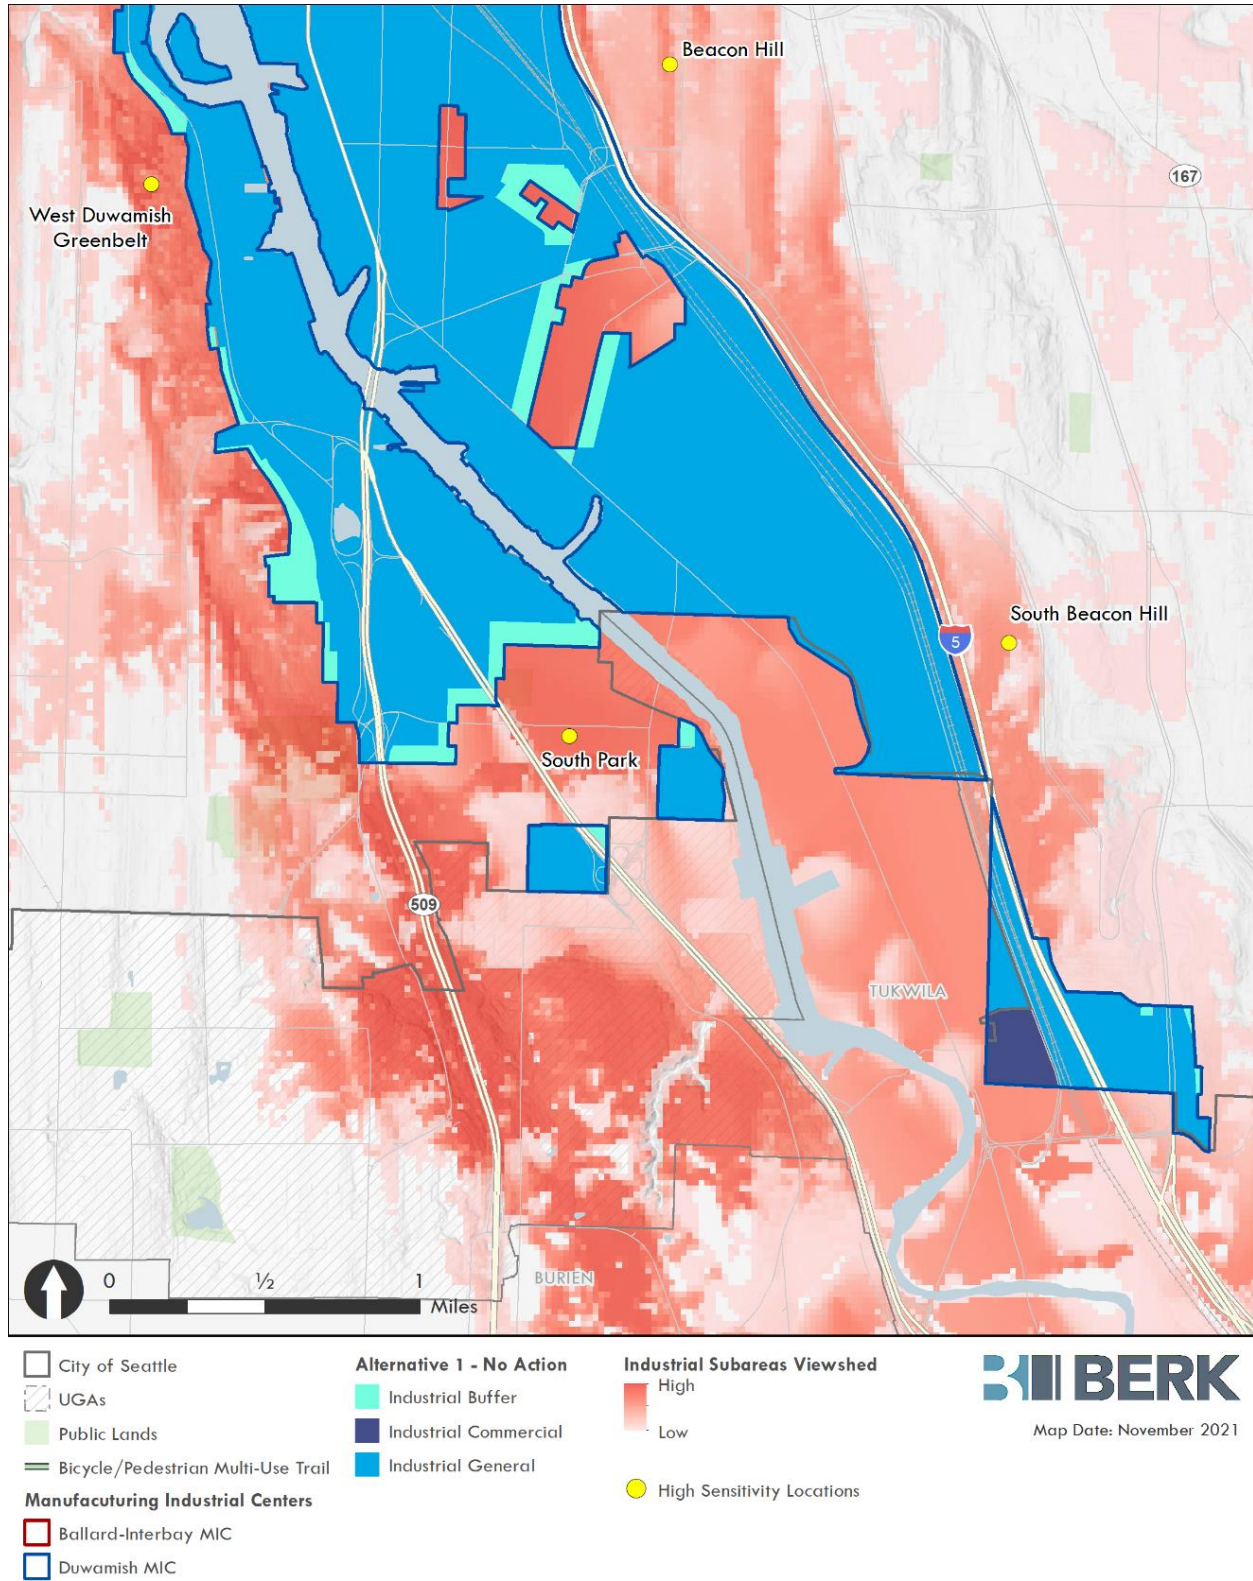 Beacon Hill
167
West Duwamish
Greenbelt
South Beacon Hill
5
South Park
509
TUKWILA
BURIEN
0 ½ 1
Miles
City of Seattle
UGAs
Public Lands
Bicycle/Pedestrian Multi-Use Trail
Manufacuturing Industrial Centers
Ballard-Interbay MIC
Duwamish MIC
Alternative 1 - No Action
Industrial Buffer
Industrial Commercial
Industrial General
Industrial Subareas Viewshed
High
Low
High Sensitivity Locations
BERK
Map Date: November 2021